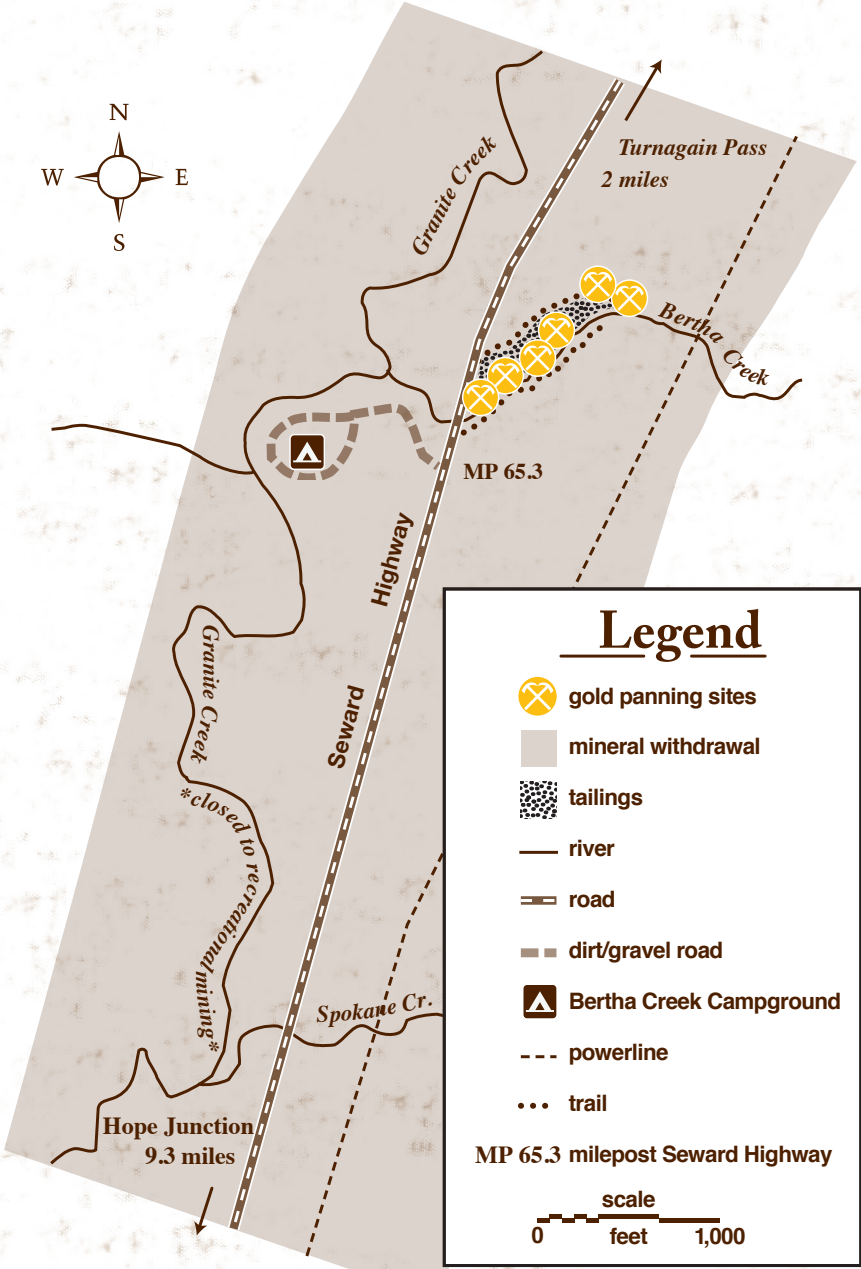 N
W
E
S
Granite Creek
Turnagain Pass
2 miles
Bertha Creek
MP 65.3
Highway
Seward
Granite Creek
*closed to recreational mining*
Spokane Cr.
Hope Junction
9.3 miles
Legend
gold panning sites
mineral withdrawal
tailings
river
road
dirt/gravel road
Bertha Creek Campground
powerline
trail
MP 65.3 milepost Seward Highway
scale
0 feet 1,000